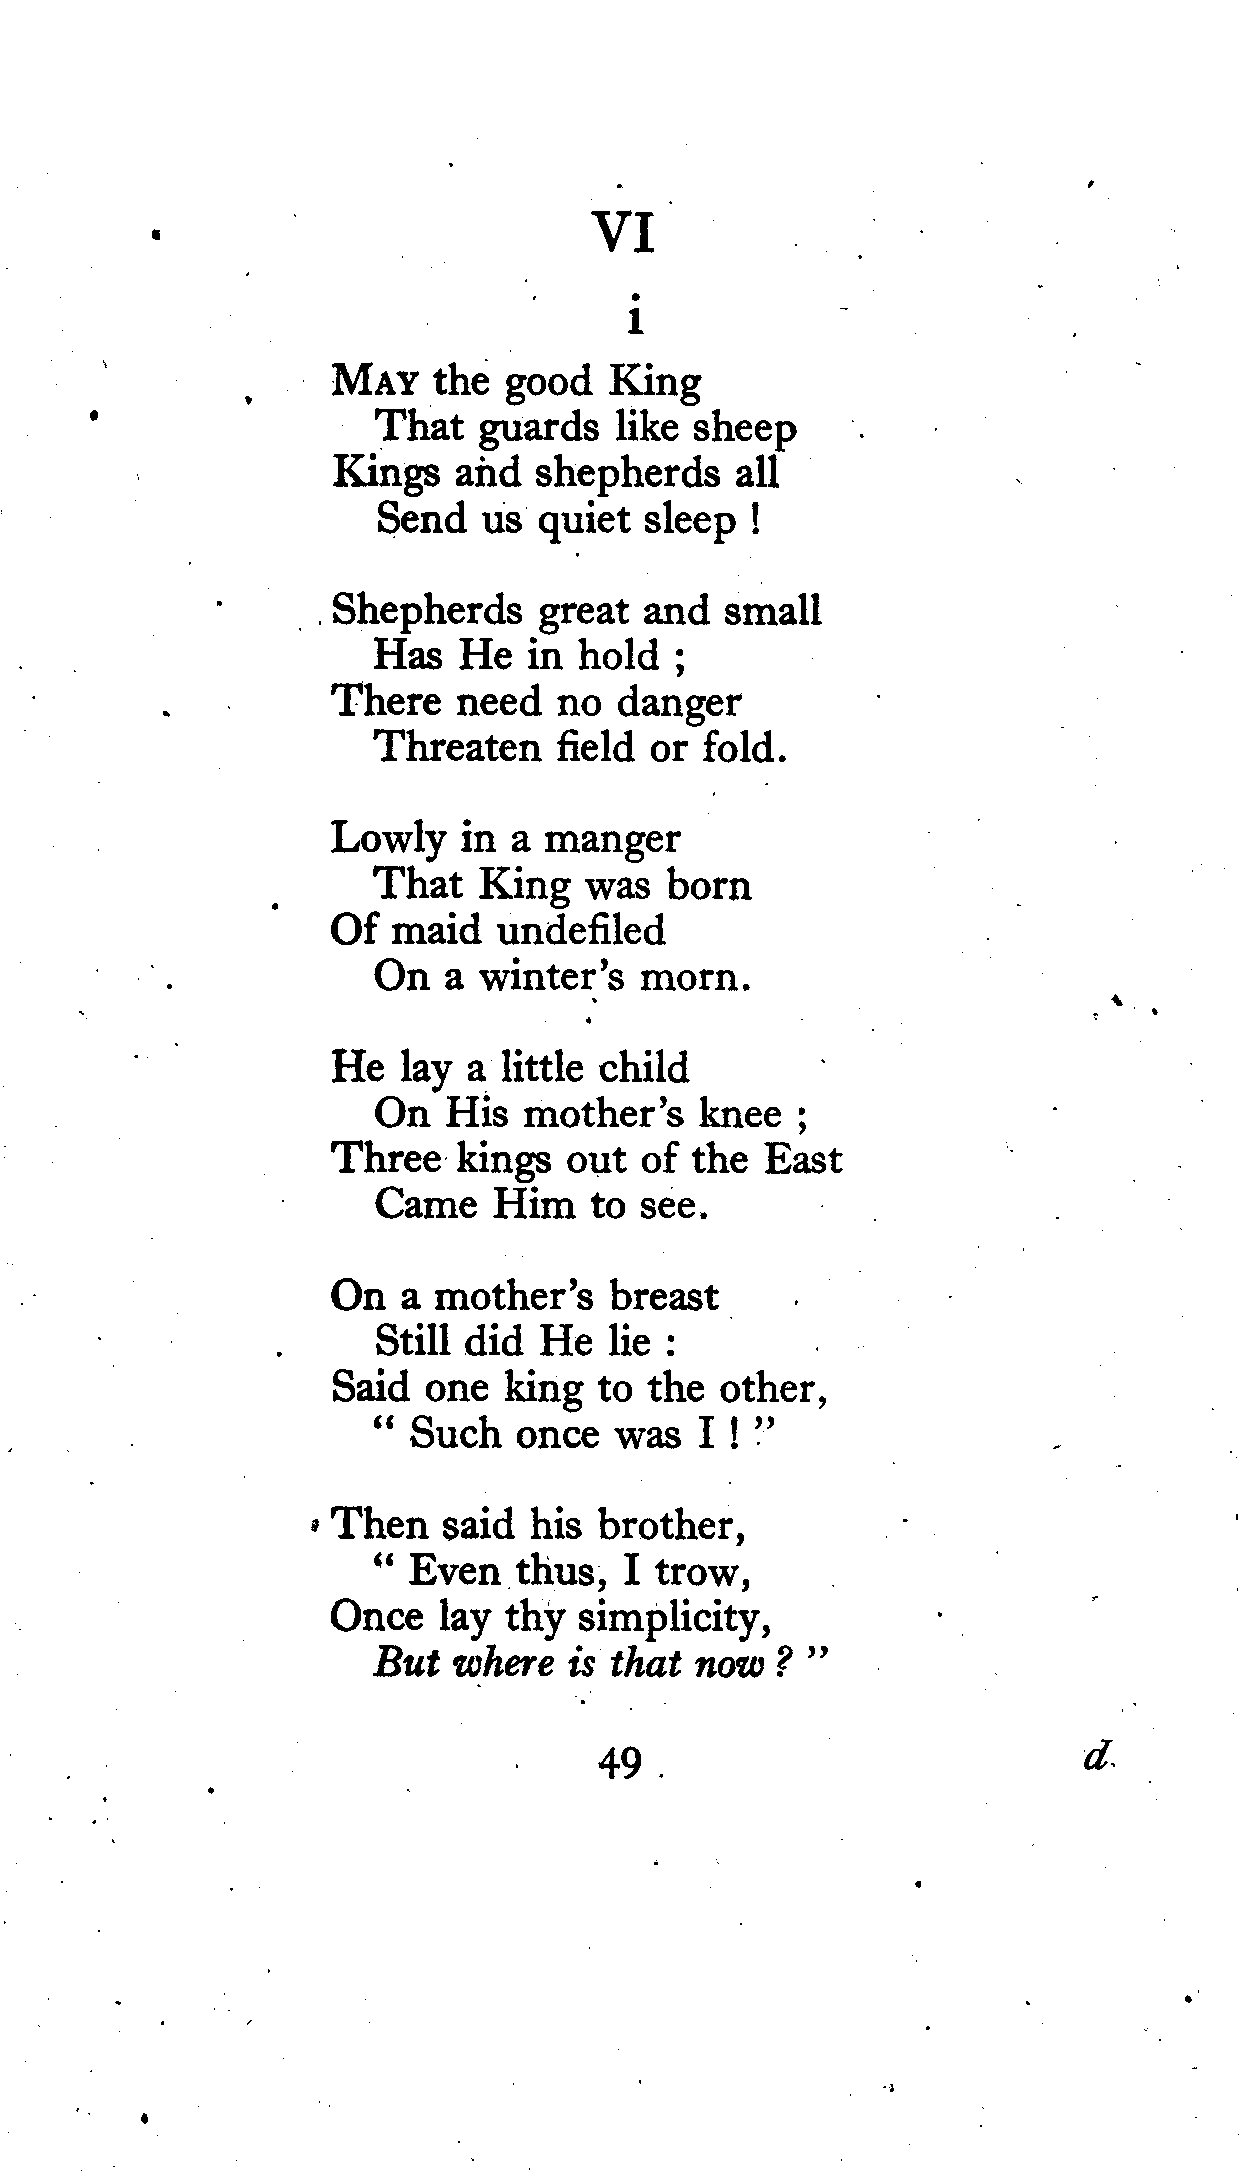 VI
i
MAY the good King
That guards like sheep
Kings and shepherds all
Send us quiet sleep !
Shepherds great and small
Has He in hold ;
There need no danger
Threaten field or fold.
Lowly in a manger
That King was born
Of maid undefiled
On a winter's morn.
He lay a little child
On His mother's knee ;
Three kings out of the East
Came Him to see.
On a mother's breast
Still did He lie :
Said one king to the other,
“ Such once was I ! ”
Then said his brother,
“ Even thus, I trow,
Once lay thy simplicity,
But where is that now ? ”
49 d